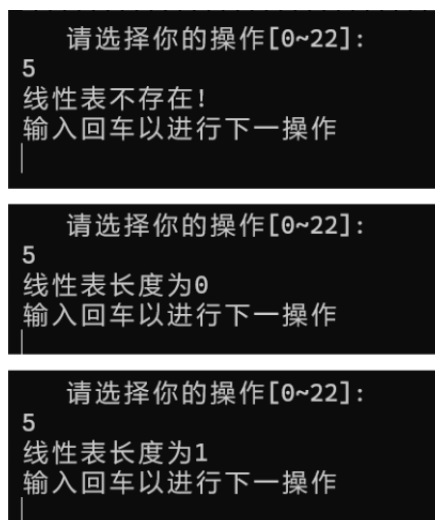 请选择你的操作[0~22]:
5
线性表不存在!
输入回车以进行下一操作
请选择你的操作[0~22]:
5
线性表长度为0
输入回车以进行下一操作
请选择你的操作[0~22]:
5
线性表长度为1
输入回车以进行下一操作